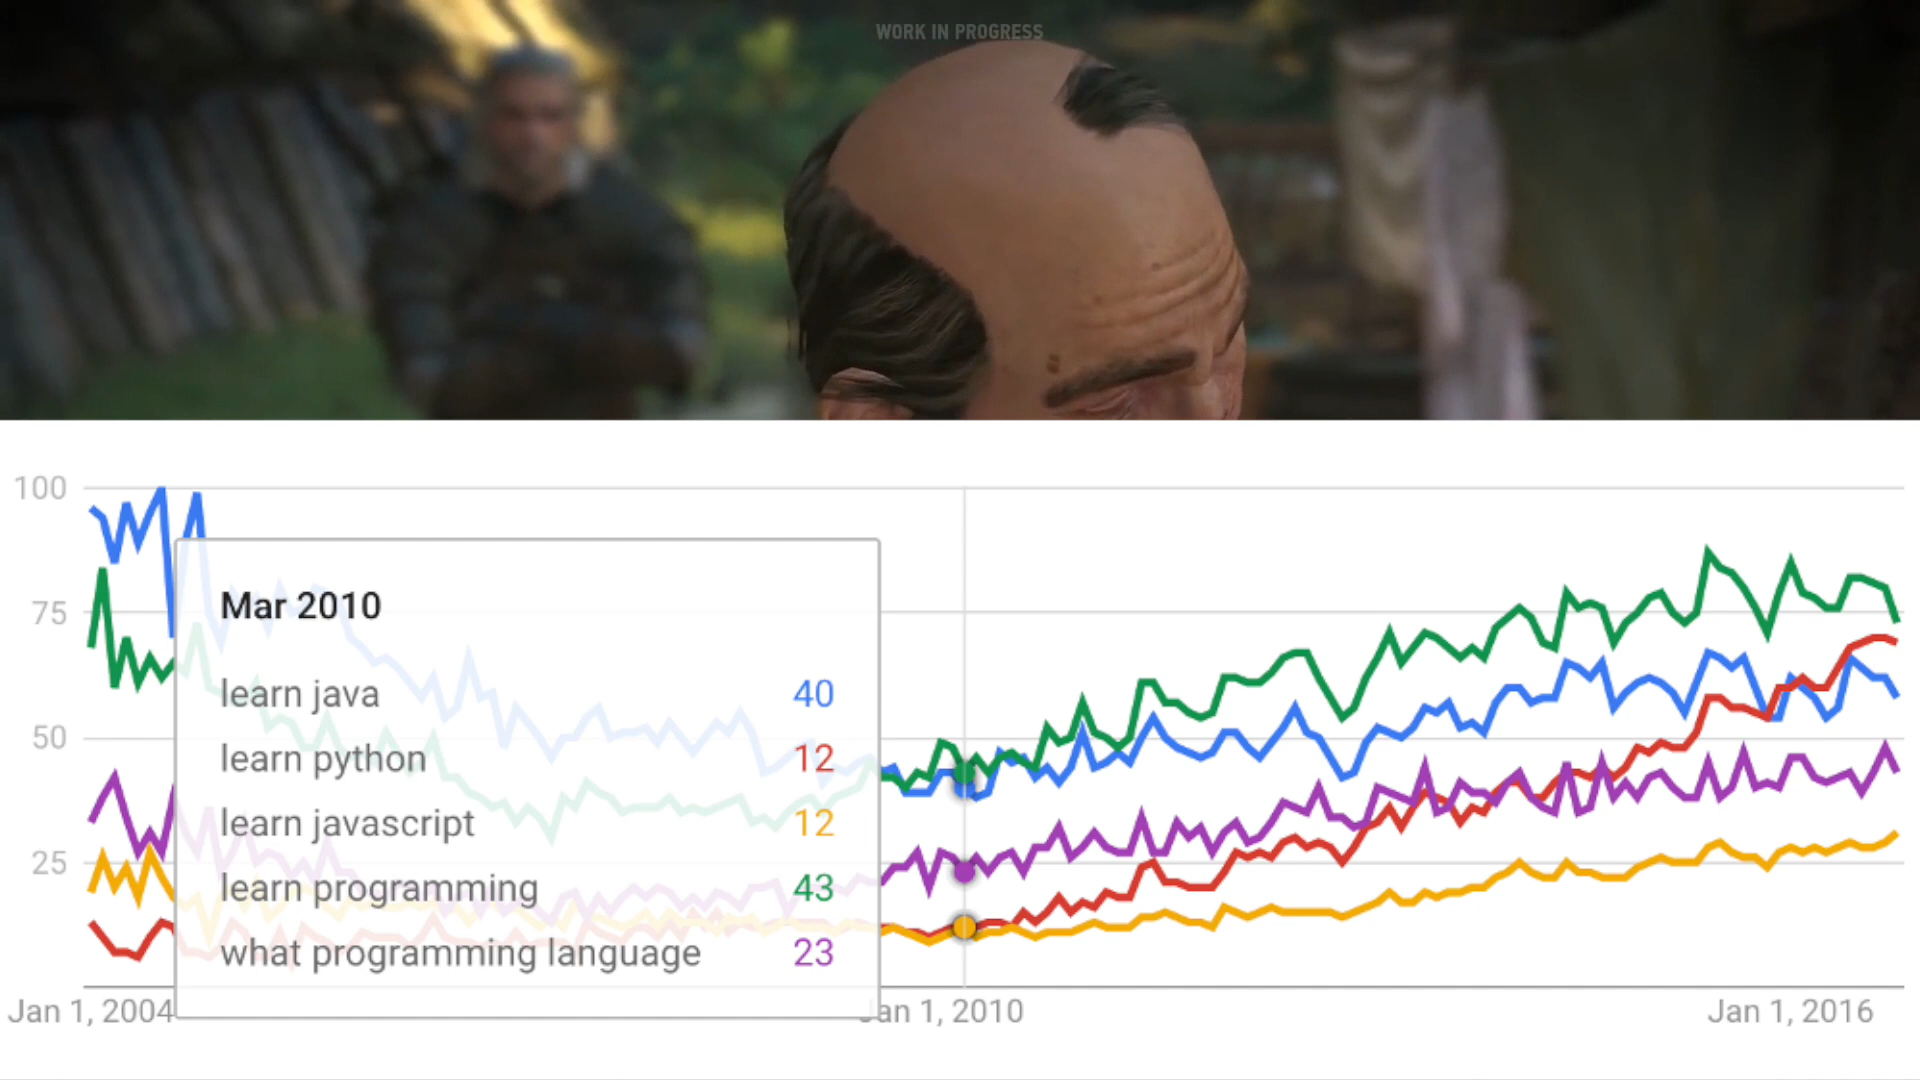 WORK IN PROGRESS
100
75
50
25
Mar 2010
learn java 40
learn python 12
learn javascript 12
learn programming 43
what programming language 23
Jan 1, 2004 Jan 1, 2010 Jan 1, 2016